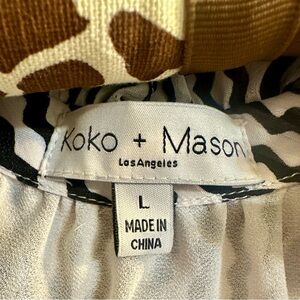 Koko + Mason
Los Angeles
L
MADE IN
CHINA